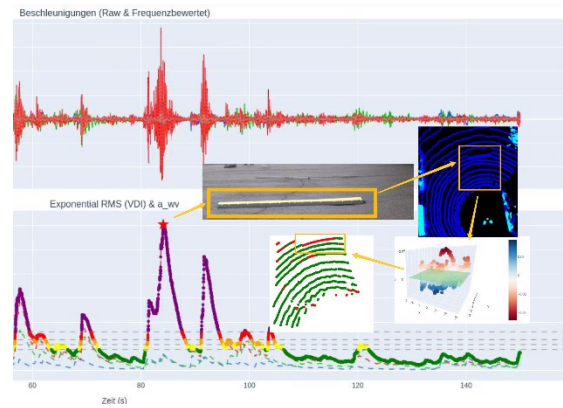 Beschleunigungen (Raw & Frequenzbewertet)
Exponential RMS (VDI) & a_wv
60
80
100
120
140
Zeit (s)